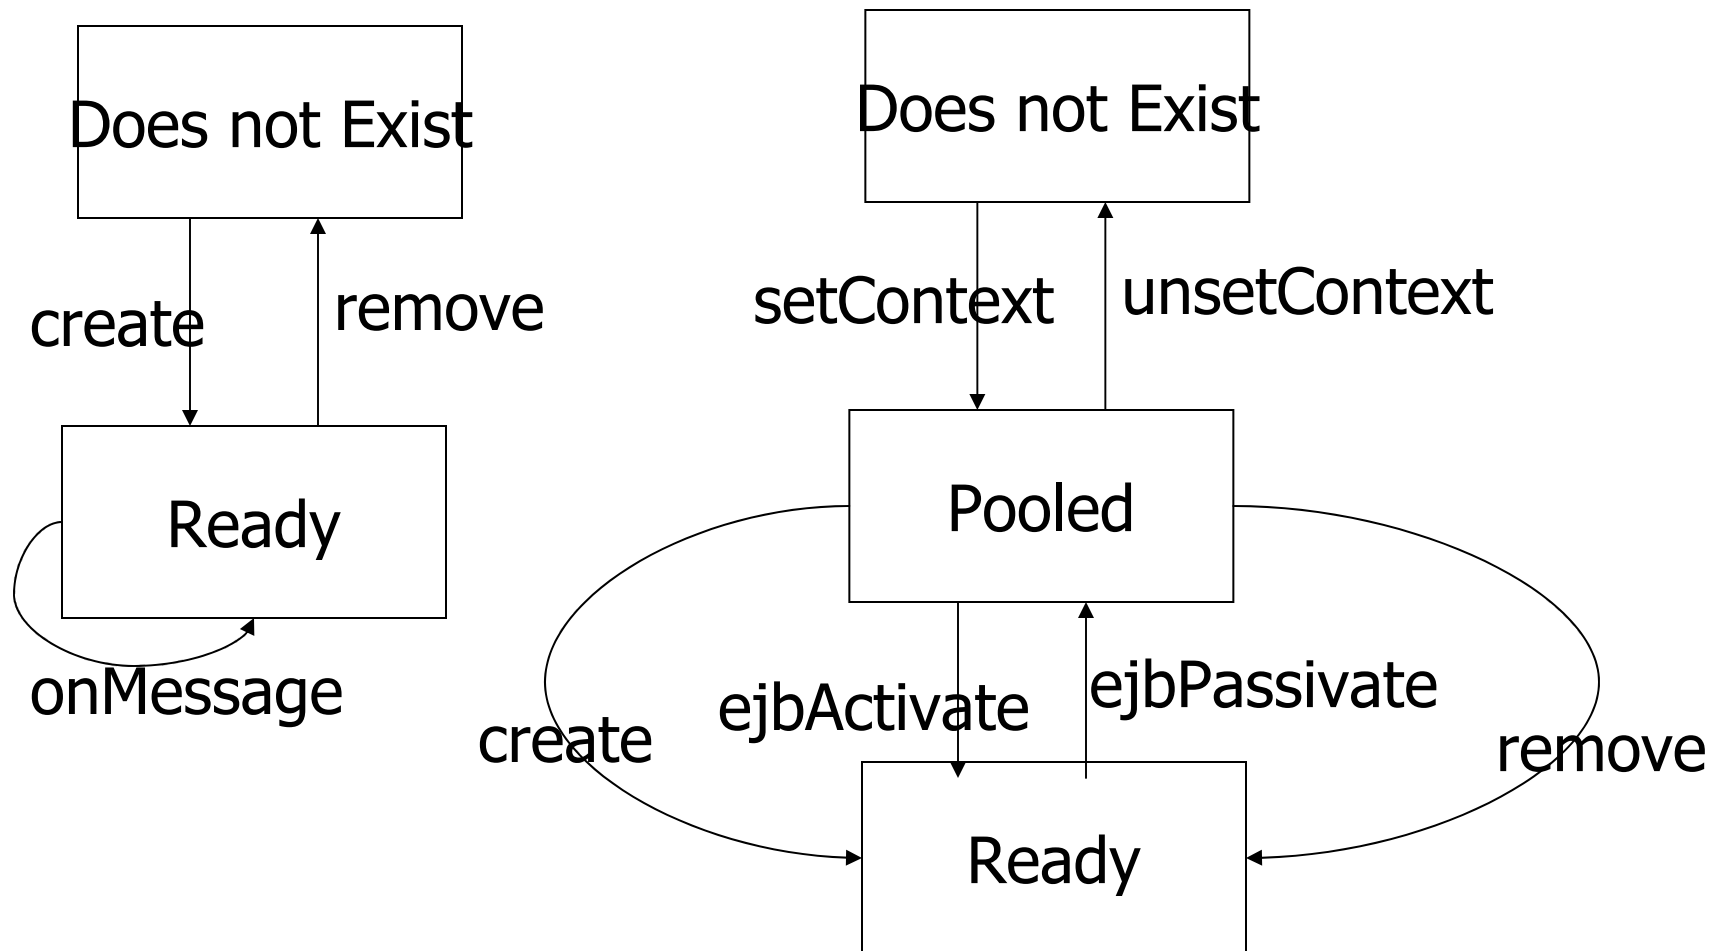 Does not Exist
create
remove
Ready
onMessage
Does not Exist
setContext
unsetContext
Pooled
ejbActivate
ejbPassivate
create
remove
Ready